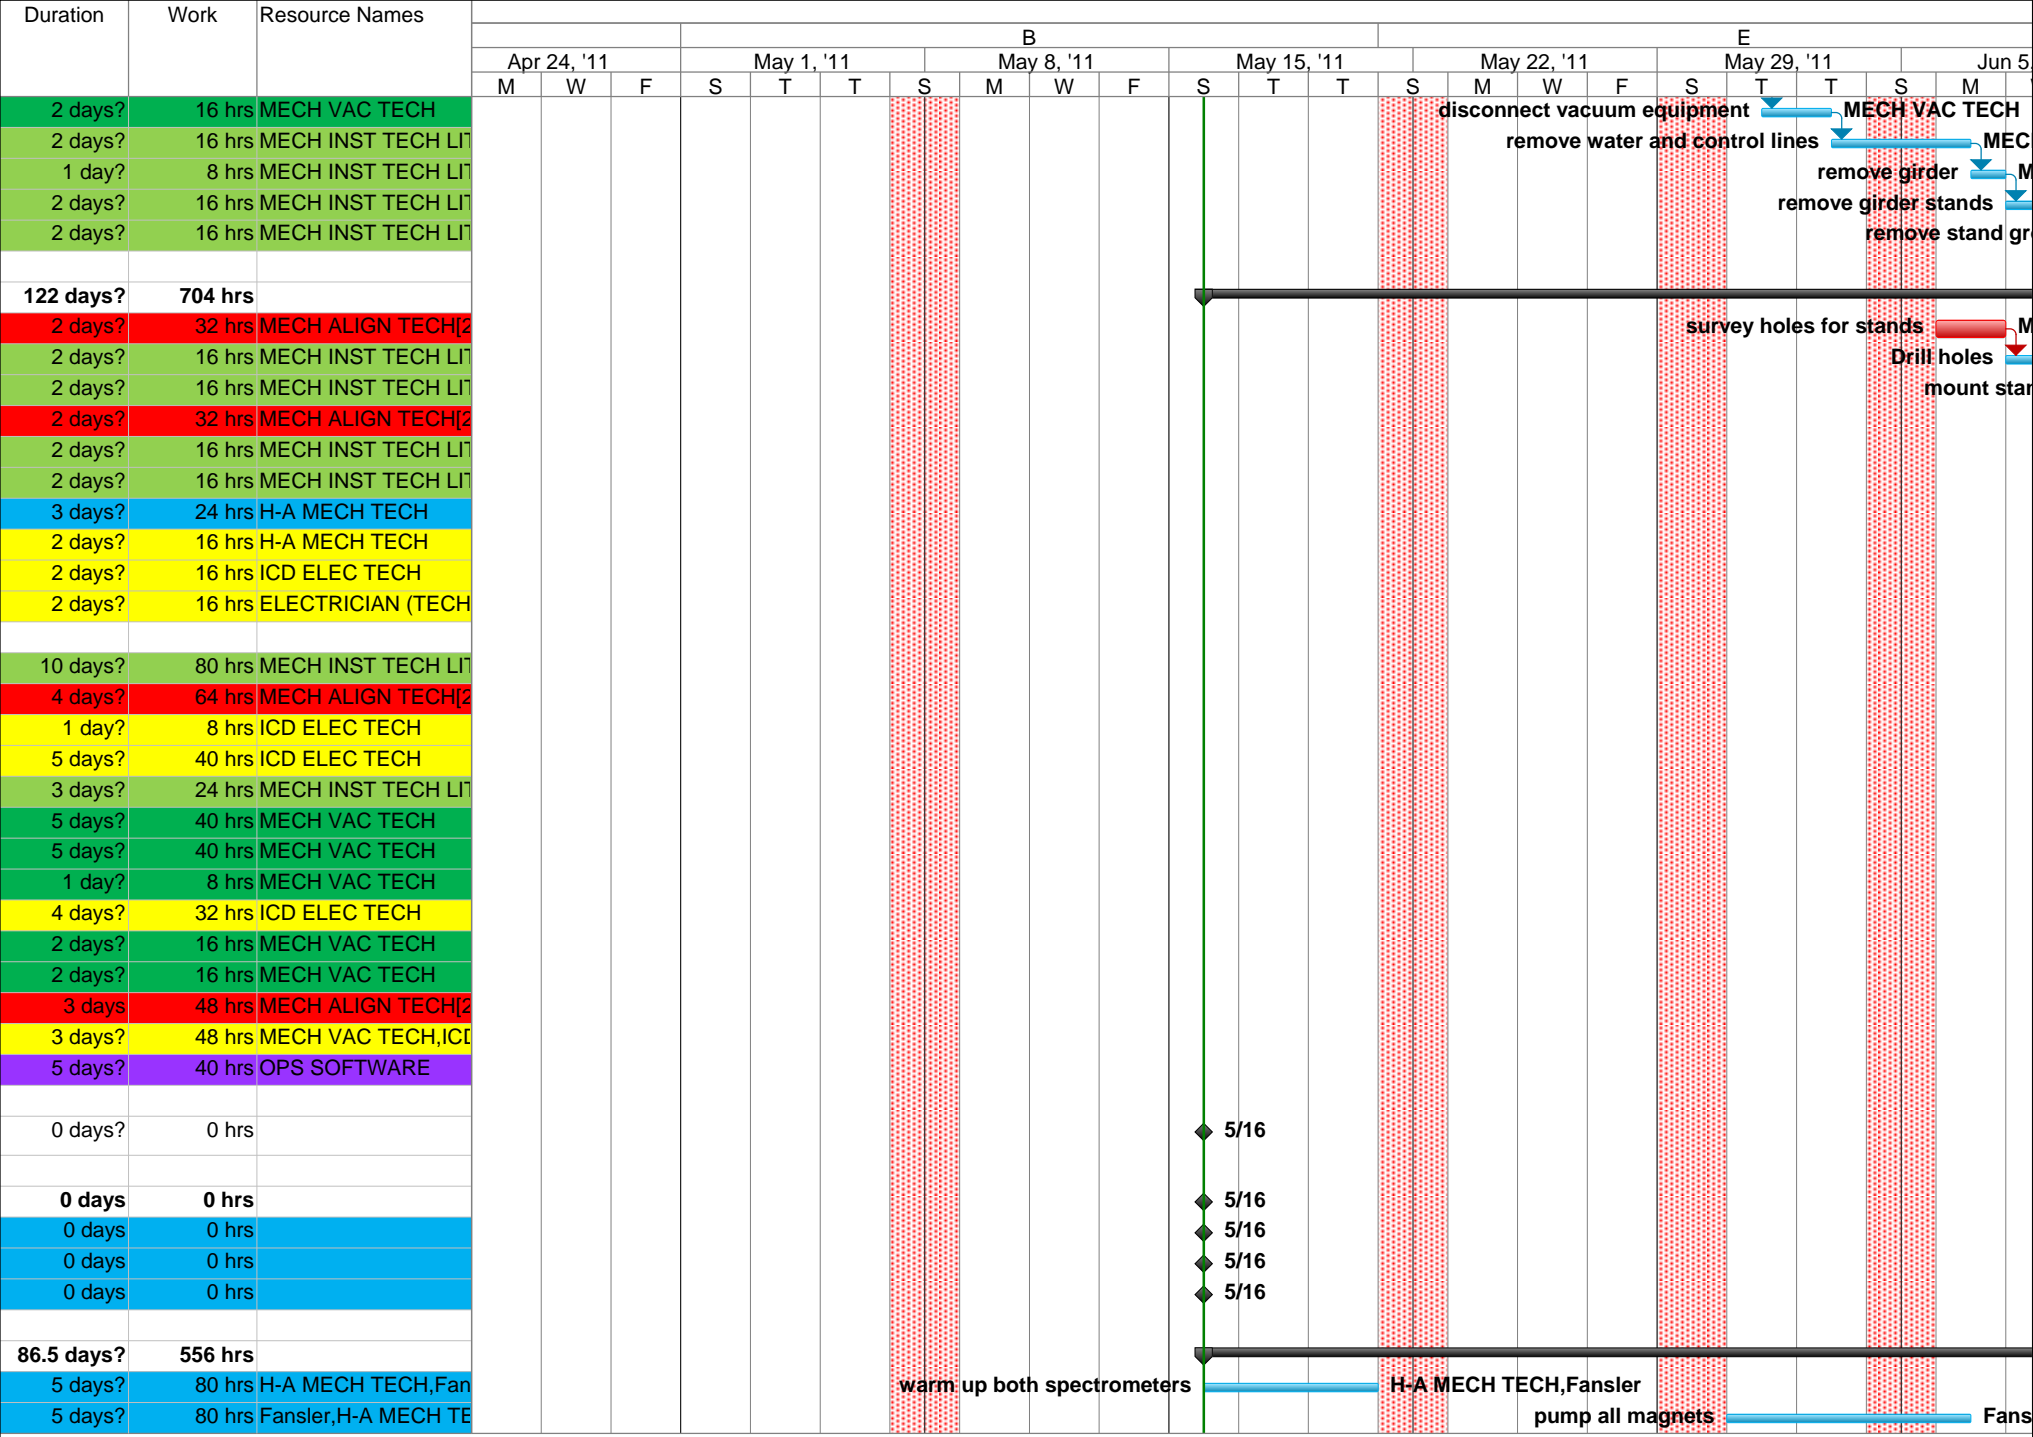 Duration Work Resource Names
B E
Apr 24, '11 May 1, '11 May 8, '11 May 15, '11 May 22, '11 May 29, '11 Jun 5,
M W F S T T S M W F S T T S M W F S T T S M W
2 days? 16 hrs MECH VAC TECH disconnect vacuum equipment MECH VAC TECH
2 days? 16 hrs MECH INST TECH LIT remove water and control lines MEC
1 day? 8 hrs MECH INST TECH LIT remove girder M
2 days? 16 hrs MECH INST TECH LIT remove girder stands
2 days? 16 hrs MECH INST TECH LIT remove stand gr
122 days? 704 hrs
2 days? 32 hrs MECH ALIGN TECH[2 survey holes for stands M
2 days? 16 hrs MECH INST TECH LIT Drill holes
2 days? 16 hrs MECH INST TECH LIT mount star
2 days? 32 hrs MECH ALIGN TECH[2
2 days? 16 hrs MECH INST TECH LIT
2 days? 16 hrs MECH INST TECH LIT
3 days? 24 hrs H-A MECH TECH
2 days? 16 hrs H-A MECH TECH
2 days? 16 hrs ICD ELEC TECH
2 days? 16 hrs ELECTRICIAN (TECH
10 days? 80 hrs MECH INST TECH LIT
4 days? 64 hrs MECH ALIGN TECH[2
1 day? 8 hrs ICD ELEC TECH
5 days? 40 hrs ICD ELEC TECH
3 days? 24 hrs MECH INST TECH LIT
5 days? 40 hrs MECH VAC TECH
5 days? 40 hrs MECH VAC TECH
1 day? 8 hrs MECH VAC TECH
4 days? 32 hrs ICD ELEC TECH
2 days? 16 hrs MECH VAC TECH
2 days? 16 hrs MECH VAC TECH
3 days 48 hrs MECH ALIGN TECH[2
3 days? 48 hrs MECH VAC TECH,ICD
5 days? 40 hrs OPS SOFTWARE
0 days? 0 hrs 5/16
0 days 0 hrs 5/16
0 days 0 hrs 5/16
0 days 0 hrs 5/16
0 days 0 hrs 5/16
86.5 days? 556 hrs
5 days? 80 hrs H-A MECH TECH,Fan warm up both spectrometers H-A MECH TECH,Fansler
5 days? 80 hrs Fansler,H-A MECH TE pump all magnets Fans